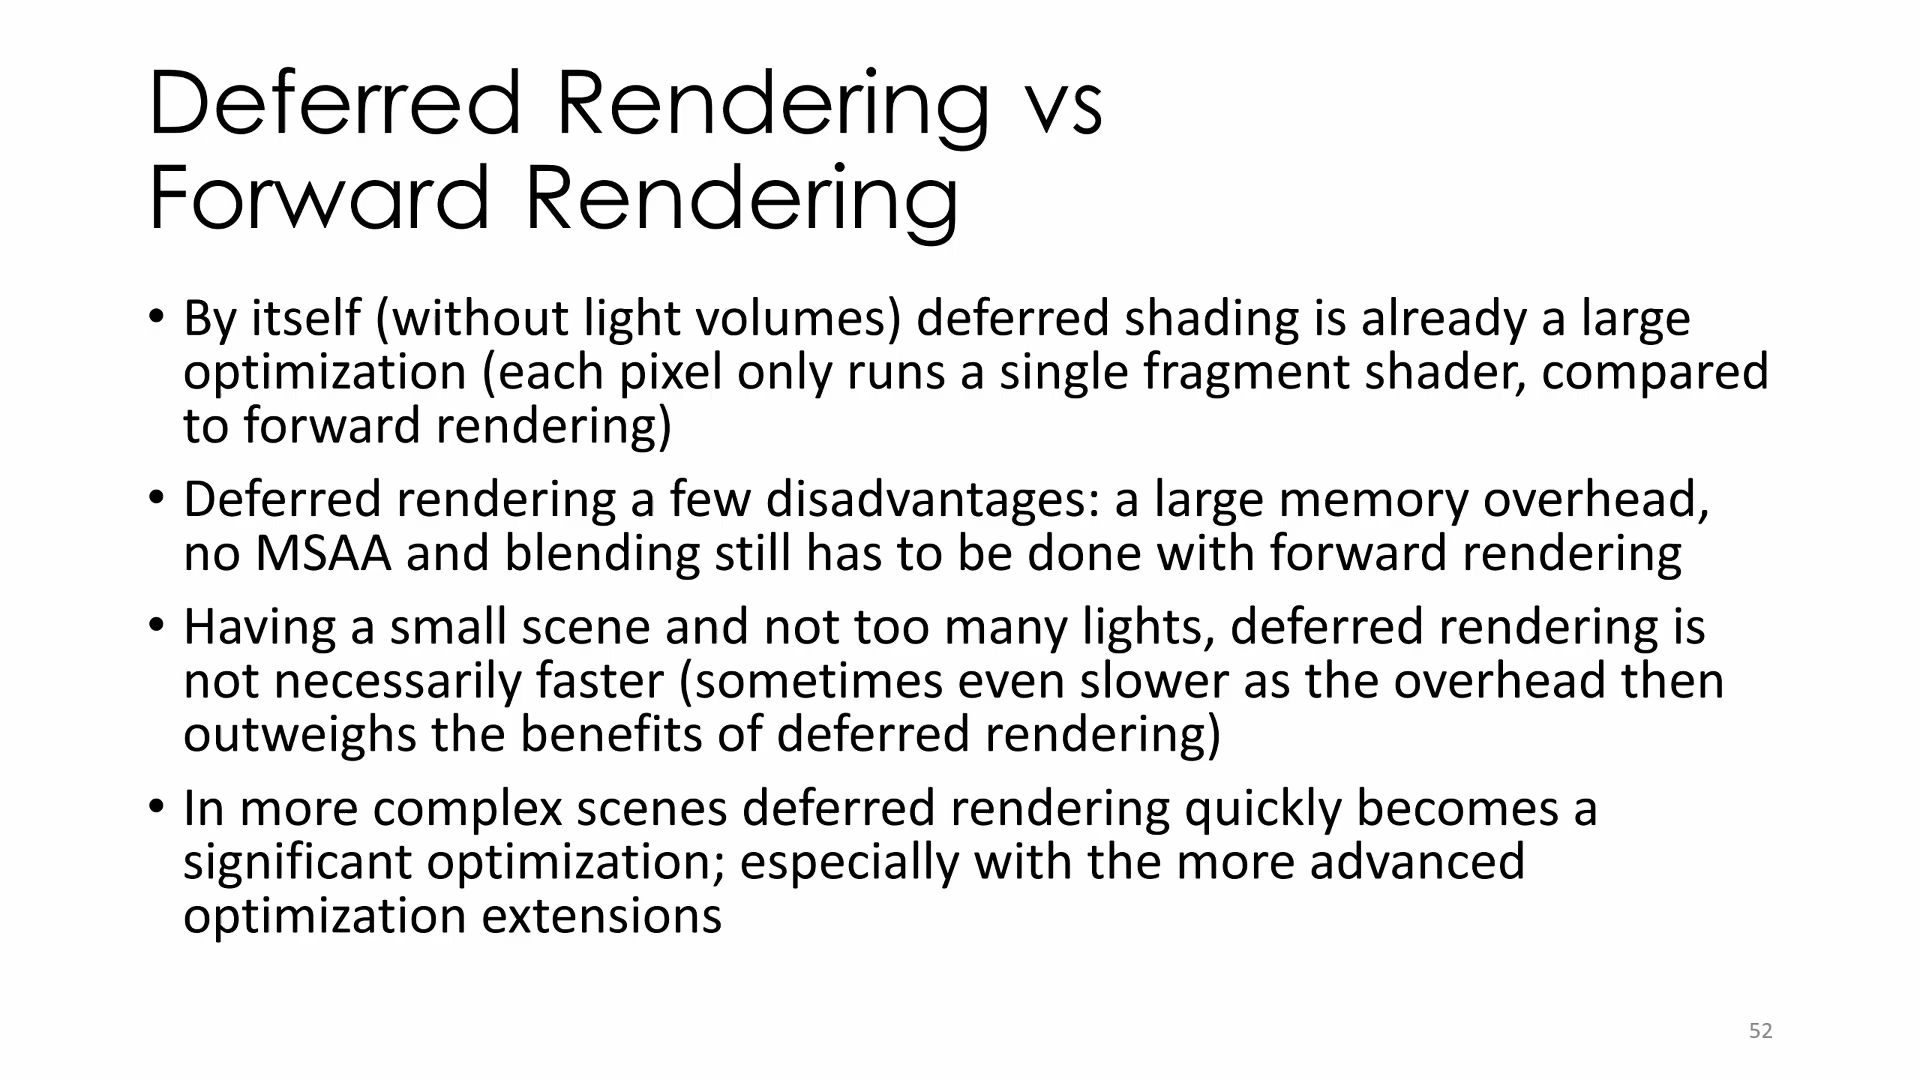 Deferred Rendering vs
Forward Rendering
• By itself (without light volumes) deferred shading is already a large
optimization (each pixel only runs a single fragment shader, compared
to forward rendering)
• Deferred rendering a few disadvantages: a large memory overhead,
no MSAA and blending still has to be done with forward rendering
• Having a small scene and not too many lights, deferred rendering is
not necessarily faster (sometimes even slower as the overhead then
outweighs the benefits of deferred rendering)
• In more complex scenes deferred rendering quickly becomes a
significant optimization; especially with the more advanced
optimization extensions
52